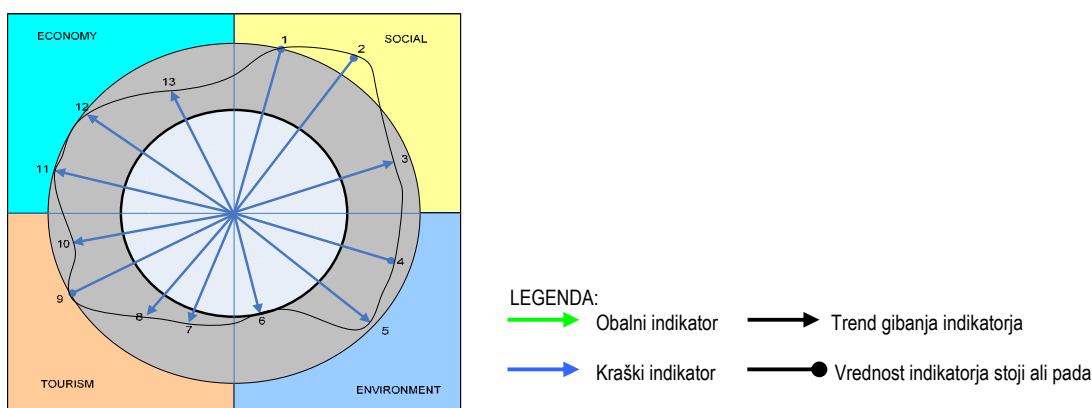 ECONOMY
SOCIAL
1
2
13
12
3
11
10
4
9
8
7
6
5
TOURISM
ENVIRONMENT
LEGENDA:
Obalni indikator
Trend gibanja indikatorja
Kraški indikator
Vrednost indikatorja stoji ali pada